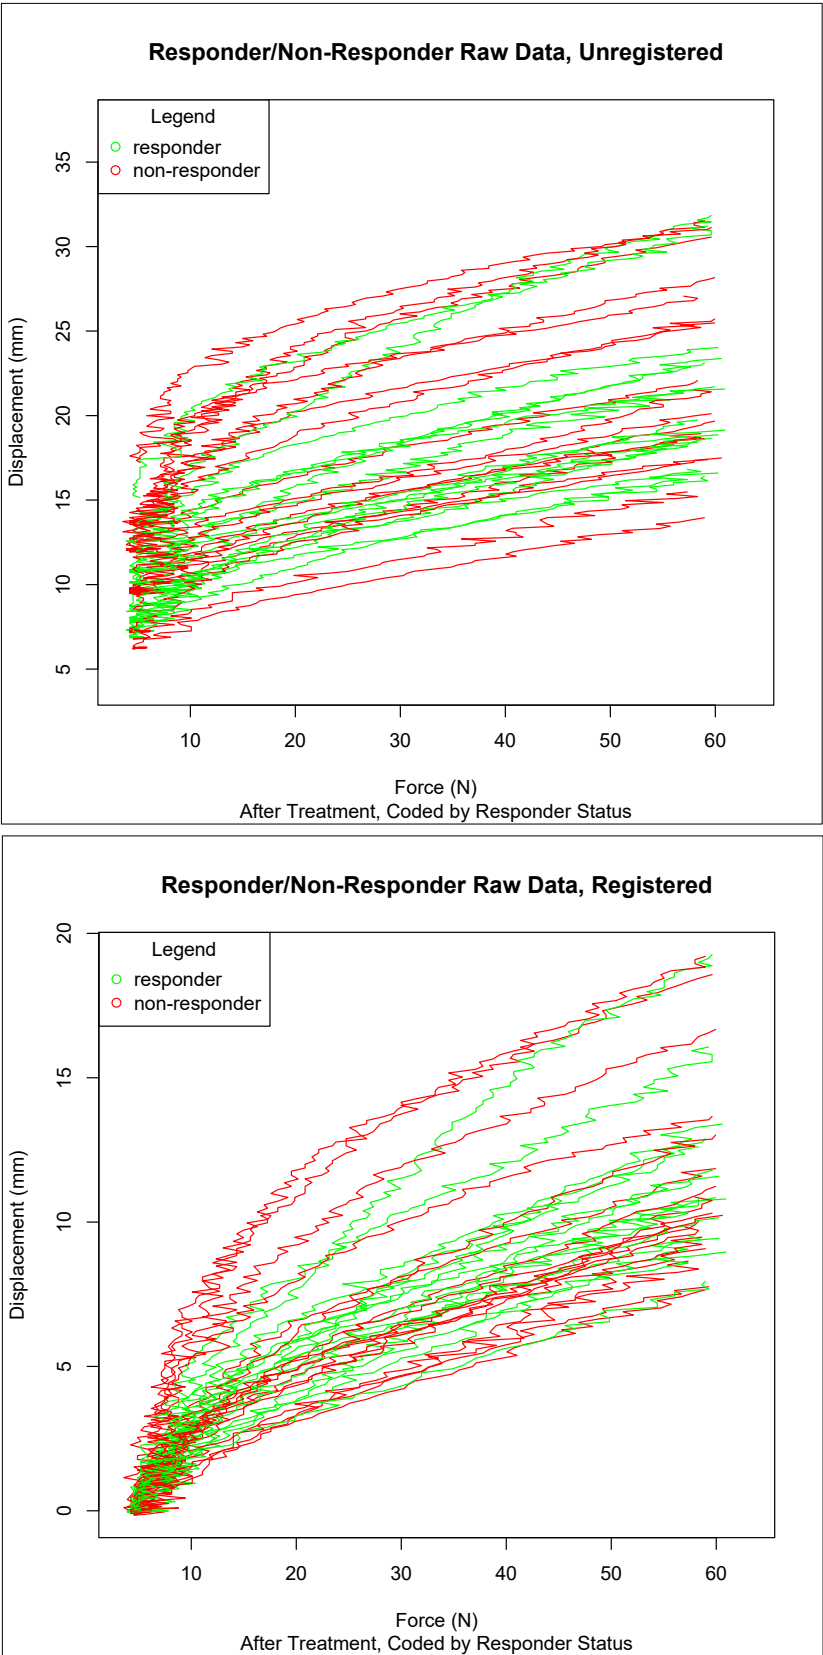 Responder/Non-Responder Raw Data, Unregistered
Legend
responder
non-responder
35
30
25
20
15
10
5
Displacement (mm)
10 20 30 40 50 60
Force (N)
After Treatment, Coded by Responder Status
Responder/Non-Responder Raw Data, Registered
Legend
responder
non-responder
20
15
10
5
0
Displacement (mm)
10 20 30 40 50 60
Force (N)
After Treatment, Coded by Responder Status